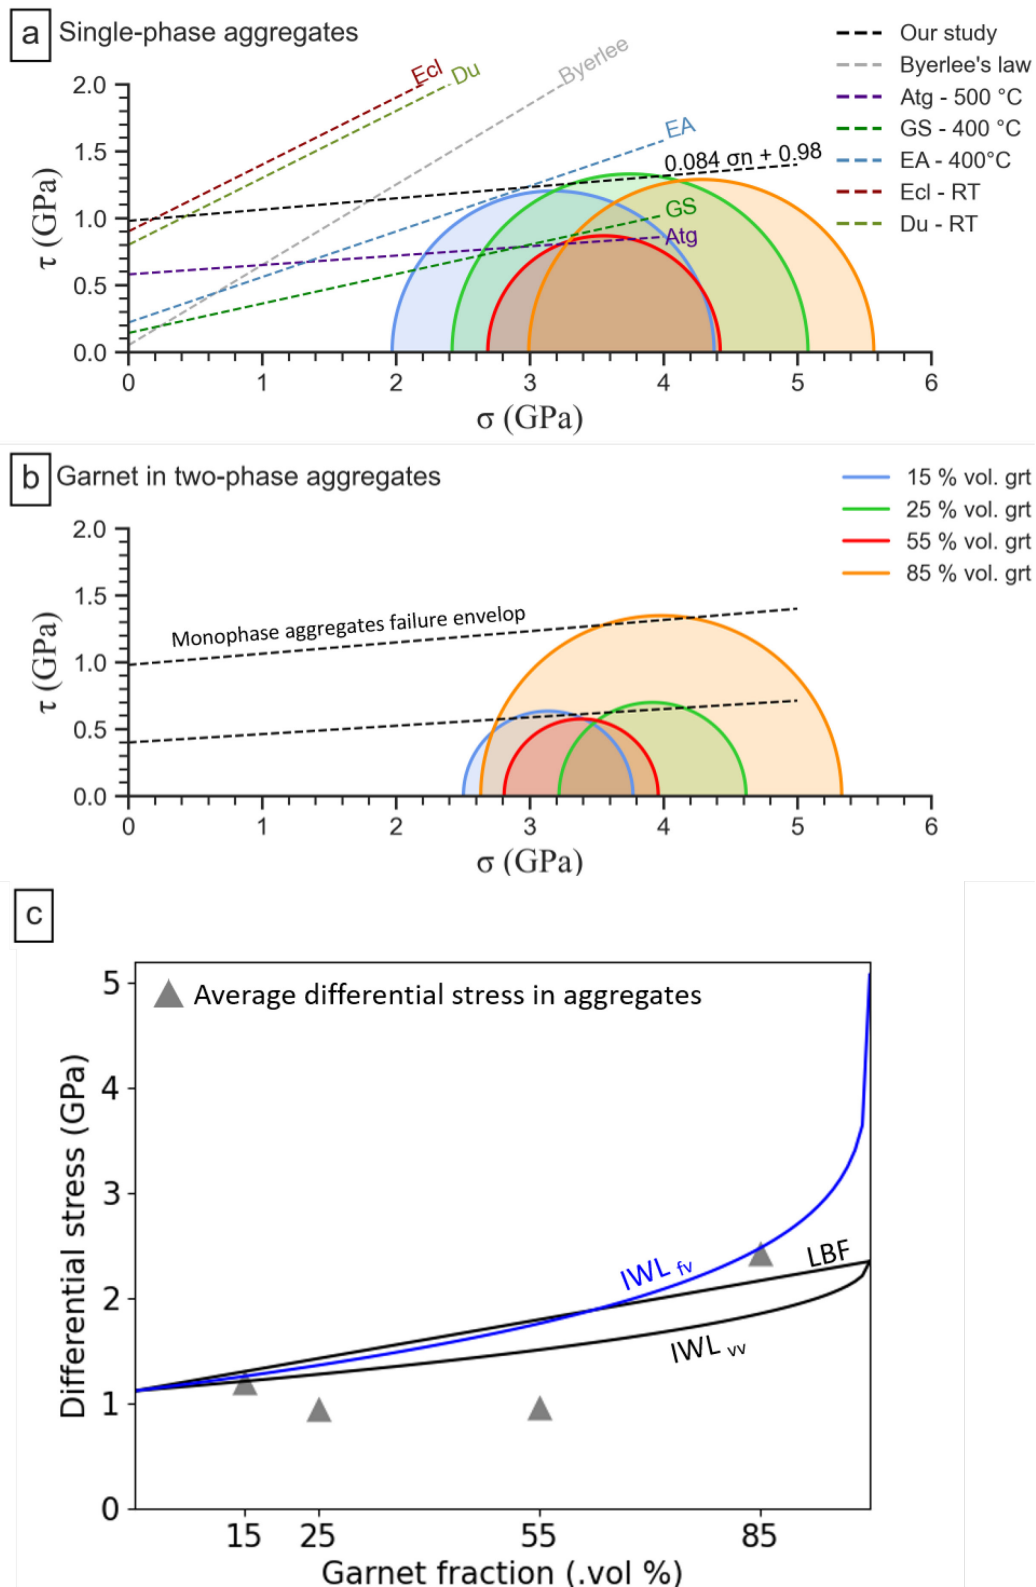 a Single-phase aggregates
Our study
Byerlee's law
Atg - 500 °C
GS - 400 °C
EA - 400°C
Ecl - RT
Du - RT
Ecl
Du
Byerlee
EA
0.084 σn + 0.98
GS
Atg
τ (GPa)
2.0
1.5
1.0
0.5
0.0
0 1 2 3 4 5 6
σ (GPa)
b Garnet in two-phase aggregates
15 % vol. grt
25 % vol. grt
55 % vol. grt
85 % vol. grt
Monophase aggregates failure envelop
τ (GPa)
2.0
1.5
1.0
0.5
0.0
0 1 2 3 4 5 6
σ (GPa)
c
Average differential stress in aggregates
Differential stress (GPa)
5
4
3
2
1
0
IWL fv
LBF
IWL vv
15 25 55 85
Garnet fraction (.vol %)